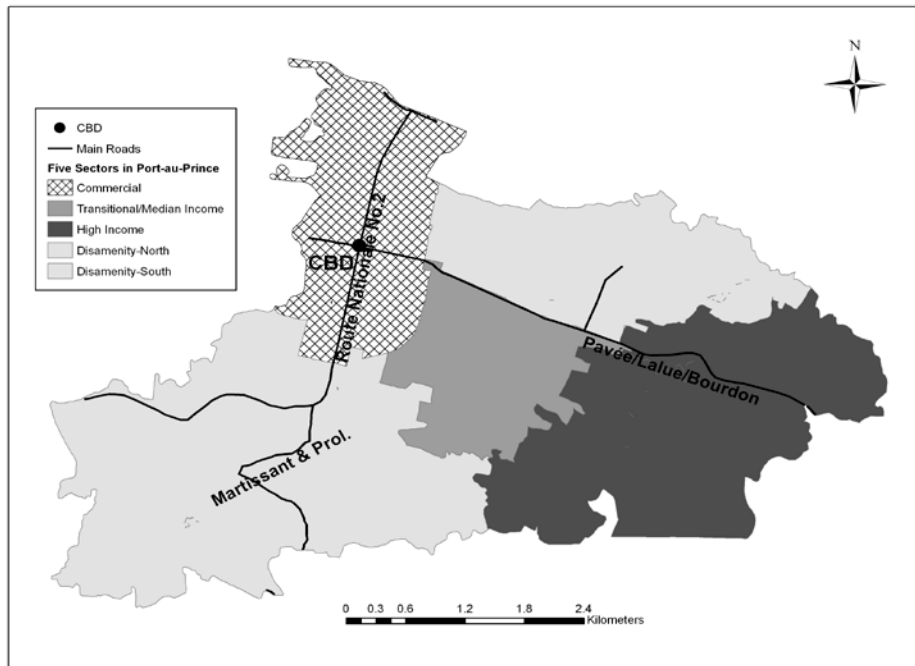 N
CBD
Main Roads
Five Sectors in Port-au-Prince
Commercial
Transitional/Median Income
High Income
Disamenity-North
Disamenity-South
CBD
Route Nationale No.2
Pavée/Lalue/Bourdon
Martissant & Prol.
0 0.3 0.6 1.2 1.8 2.4
Kilometers